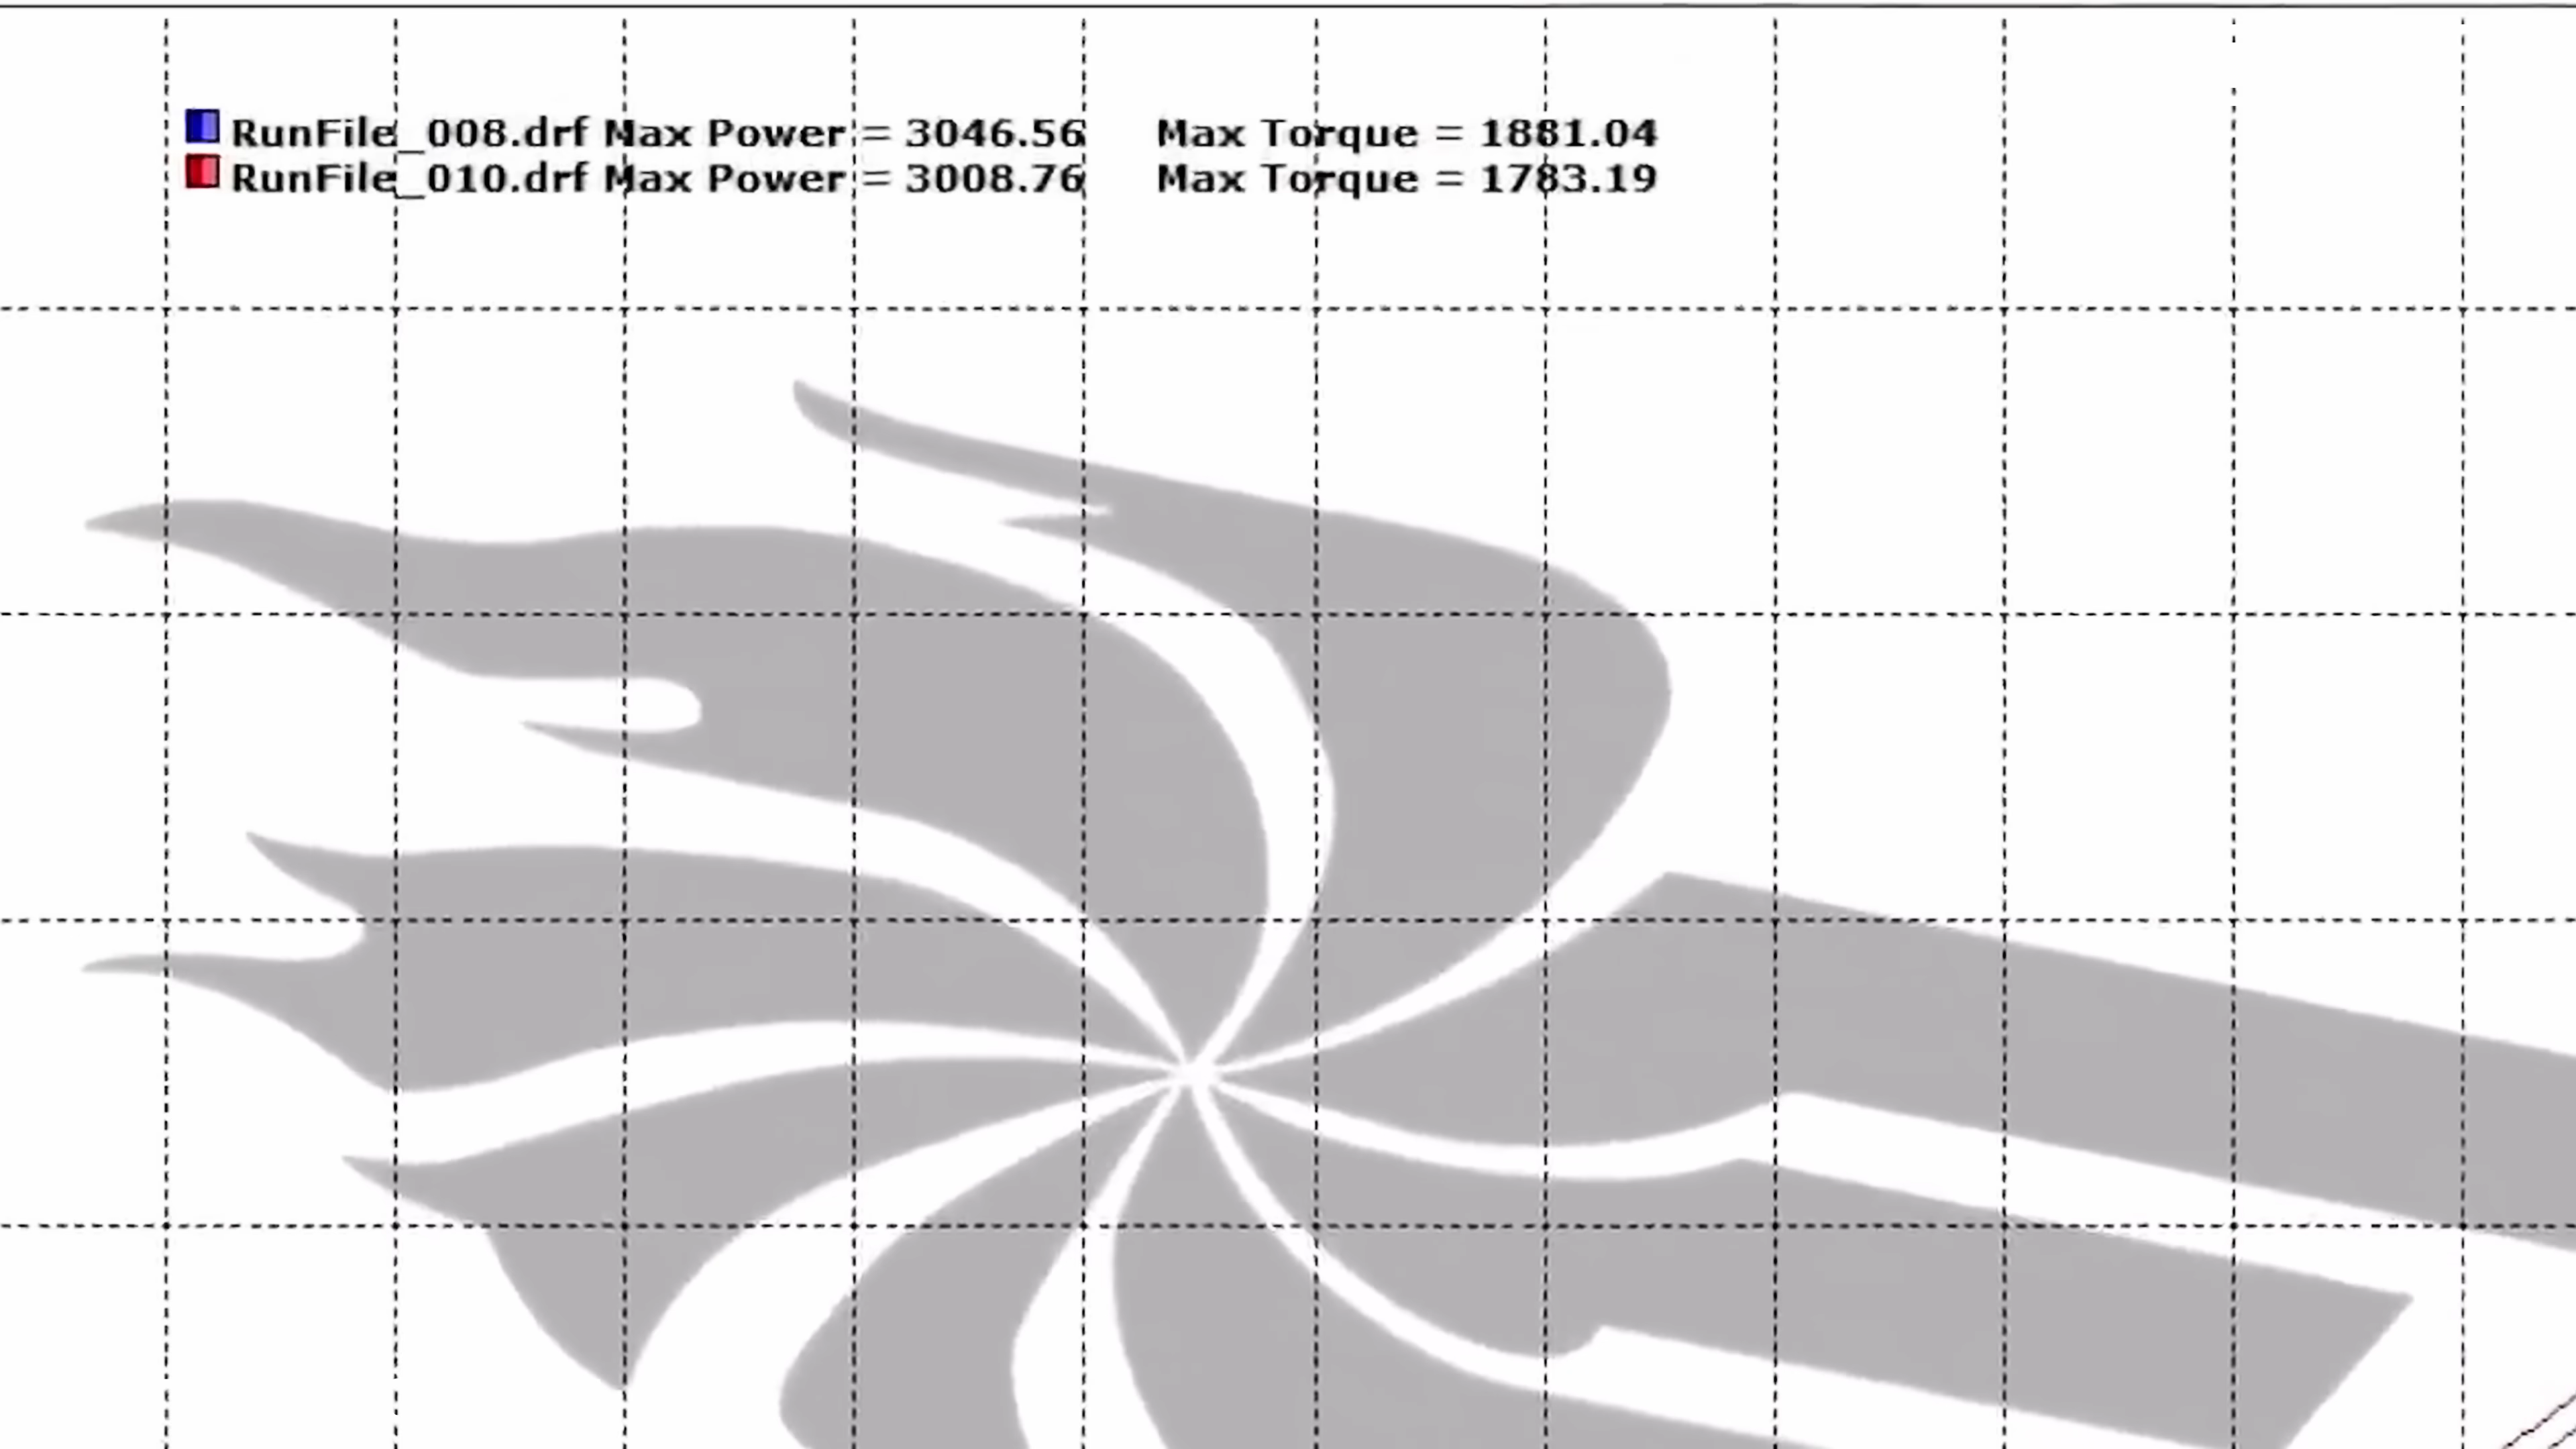 RunFile_008.drf Max Power = 3046.56 Max Torque = 1881.04
RunFile_010.drf Max Power = 3008.76 Max Torque = 1783.19